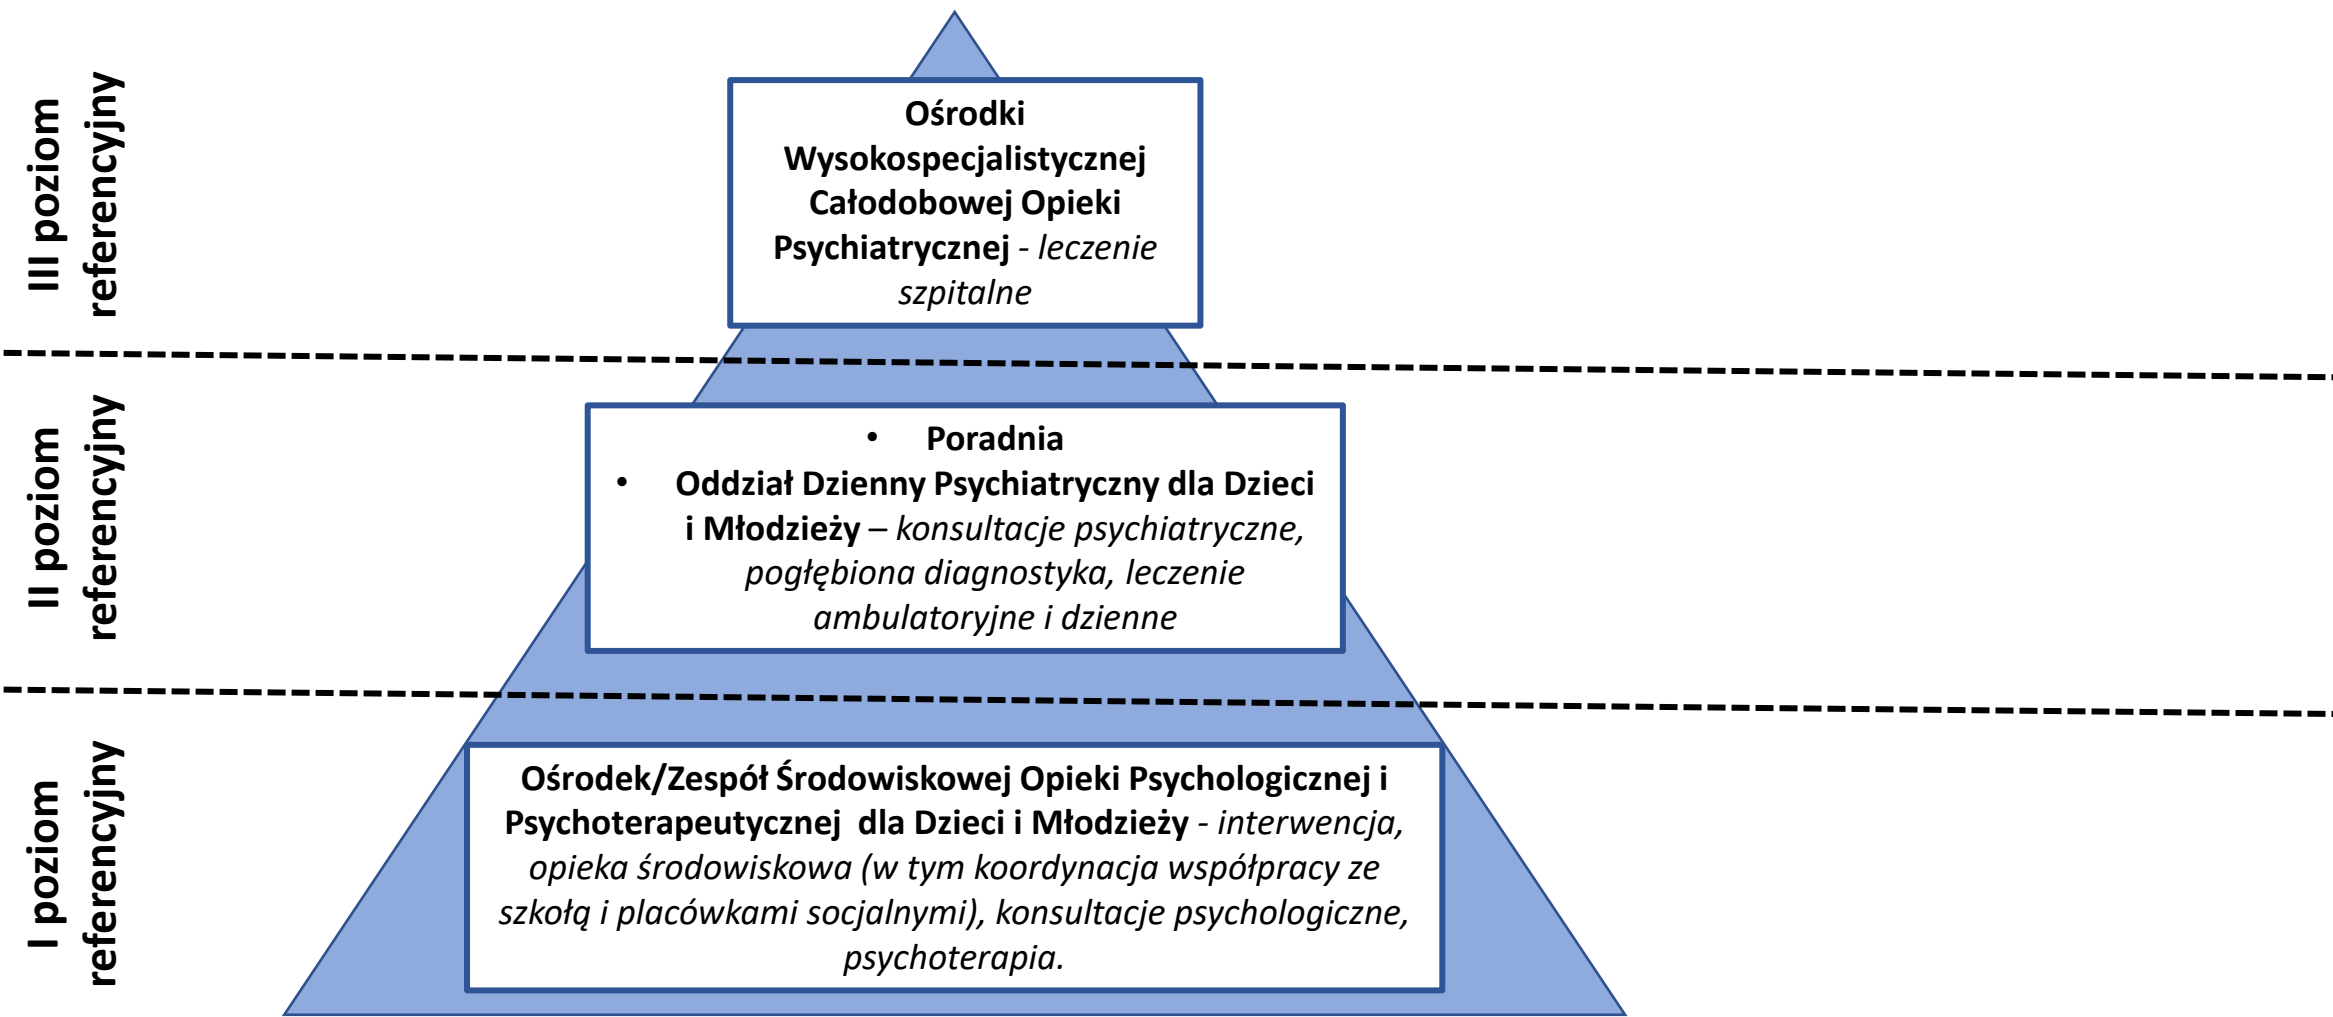 III poziom
referencyjny
Ośrodki
Wysokospecjalistycznej
Całodobowej Opieki
Psychiatrycznej - leczenie
szpitalne
II poziom
referencyjny
• Poradnia
• Oddział Dzienny Psychiatryczny dla Dzieci
i Młodzieży – konsultacje psychiatryczne,
pogłębiona diagnostyka, leczenie
ambulatoryjne i dzienne
I poziom
referencyjny
Ośrodek/Zespół Środowiskowej Opieki Psychologicznej i
Psychoterapeutycznej dla Dzieci i Młodzieży - interwencja,
opieka środowiskowa (w tym koordynacja współpracy ze
szkołą i placówkami socjalnymi), konsultacje psychologiczne,
psychoterapia.